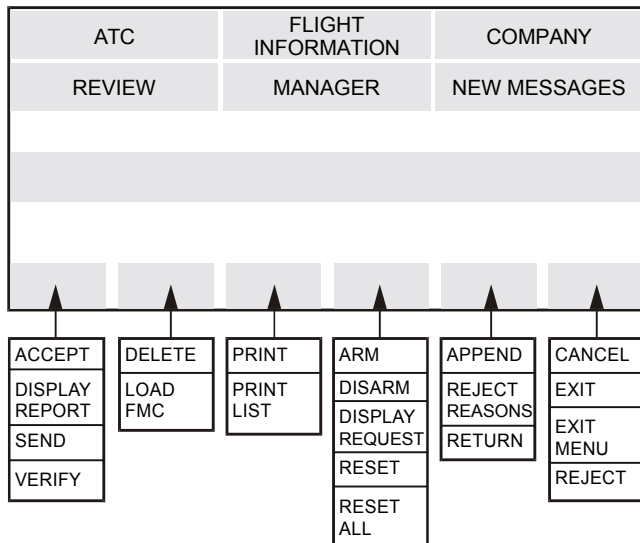 ATC
FLIGHT
INFORMATION
COMPANY
REVIEW
MANAGER
NEW MESSAGES
ACCEPT
DISPLAY
REPORT
SEND
VERIFY
DELETE
LOAD
FMC
PRINT
PRINT
LIST
ARM
DISARM
DISPLAY
REQUEST
RESET
RESET
ALL
APPEND
REJECT
REASONS
RETURN
CANCEL
EXIT
EXIT
MENU
REJECT